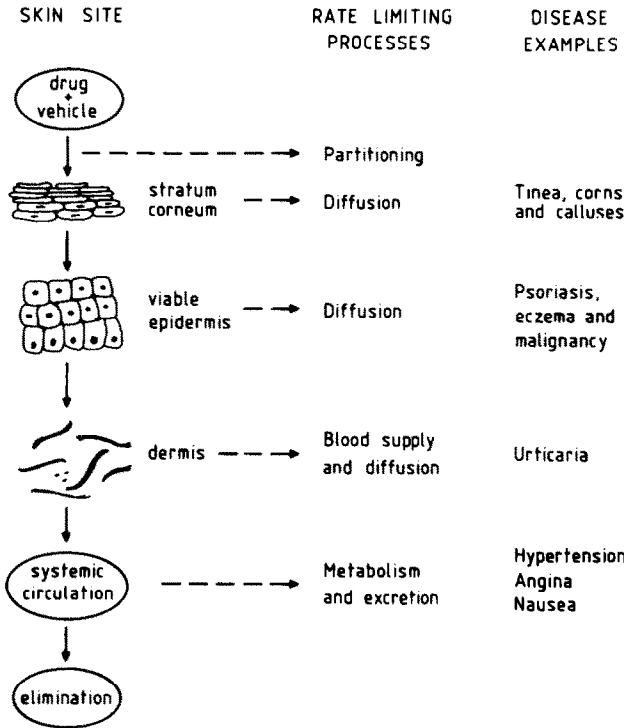 SKIN SITE
RATE LIMITING
PROCESSES
DISEASE
EXAMPLES
drug
+
vehicle
Partitioning
stratum
corneum
Diffusion
Tinea, corns
and calluses
viable
epidermis
Diffusion
Psoriasis,
eczema and
malignancy
dermis
Blood supply
and diffusion
Urticaria
systemic
circulation
Metabolism
and excretion
Hypertension
Angina
Nausea
elimination